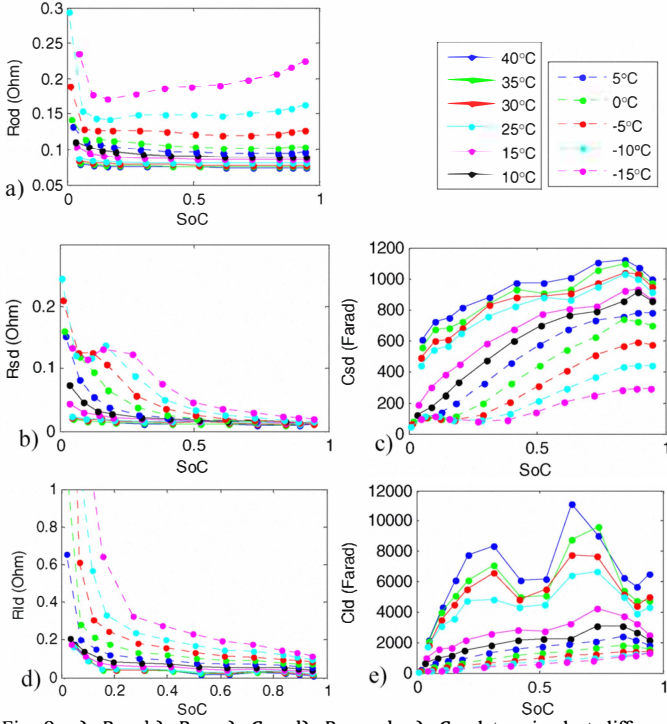 0.3
0.25
0.2
0.15
0.1
0.05
Rod (Ohm)
0
0.5
1
SoC
a)
40°C
35°C
30°C
25°C
15°C
10°C
5°C
0°C
-5°C
-10°C
-15°C
0.2
0.1
0
Rsd (Ohm)
0
0.5
1
SoC
b)
1200
1000
800
600
400
200
0
Csd (Farad)
0
0.5
1
SoC
c)
1
0.8
0.6
0.4
0.2
0
Rld (Ohm)
0
0.2
0.4
0.6
0.8
1
SoC
d)
12000
10000
8000
6000
4000
2000
0
Cld (Farad)
0
0.5
1
SoC
e)